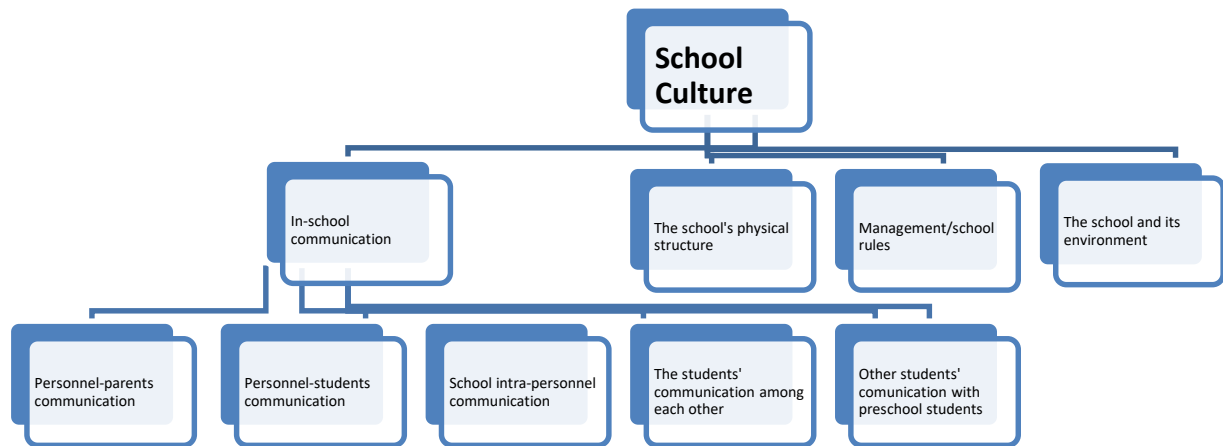 School
Culture
In-school
communication
The school's physical
structure
Management/school
rules
The school and its
environment
Personnel-parents
communication
Personnel-students
communication
School intra-personnel
communication
The students'
communication among
each other
Other students'
comunication with
preschool students